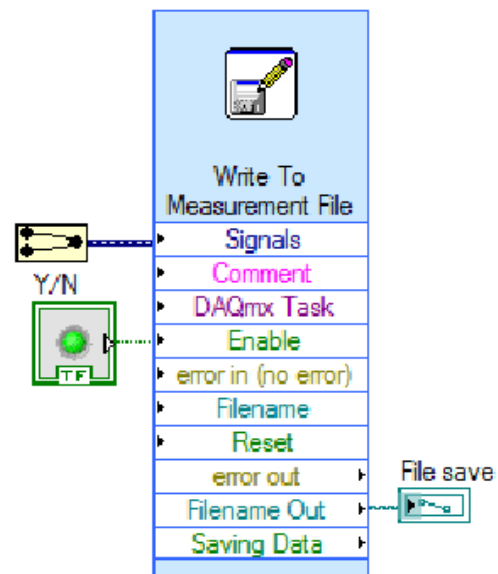 Write To
Measurement File
Signals
Y/N
Comment
DAQmx Task
TF
Enable
error in (no error)
Filename
Reset
error out
File save
Filename Out
Saving Data